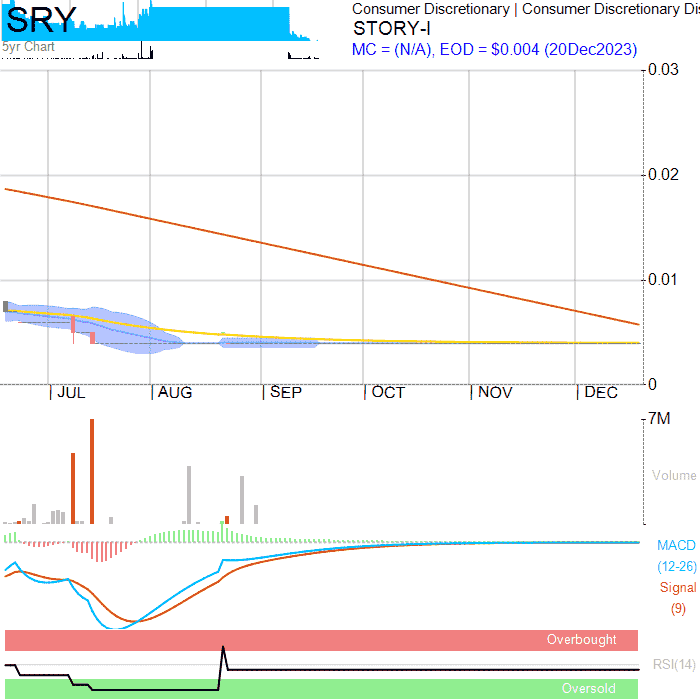 SRY
5yr Chart
Consumer Discretionary | Consumer Discretionary Dis
STORY-I
MC = (N/A), EOD = $0.004 (20Dec2023)
0.03
0.02
0.01
0
JUL AUG SEP OCT NOV DEC
7M
Volume
MACD
(12-26)
Signal
(9)
Overbought
RSI(14)
Oversold